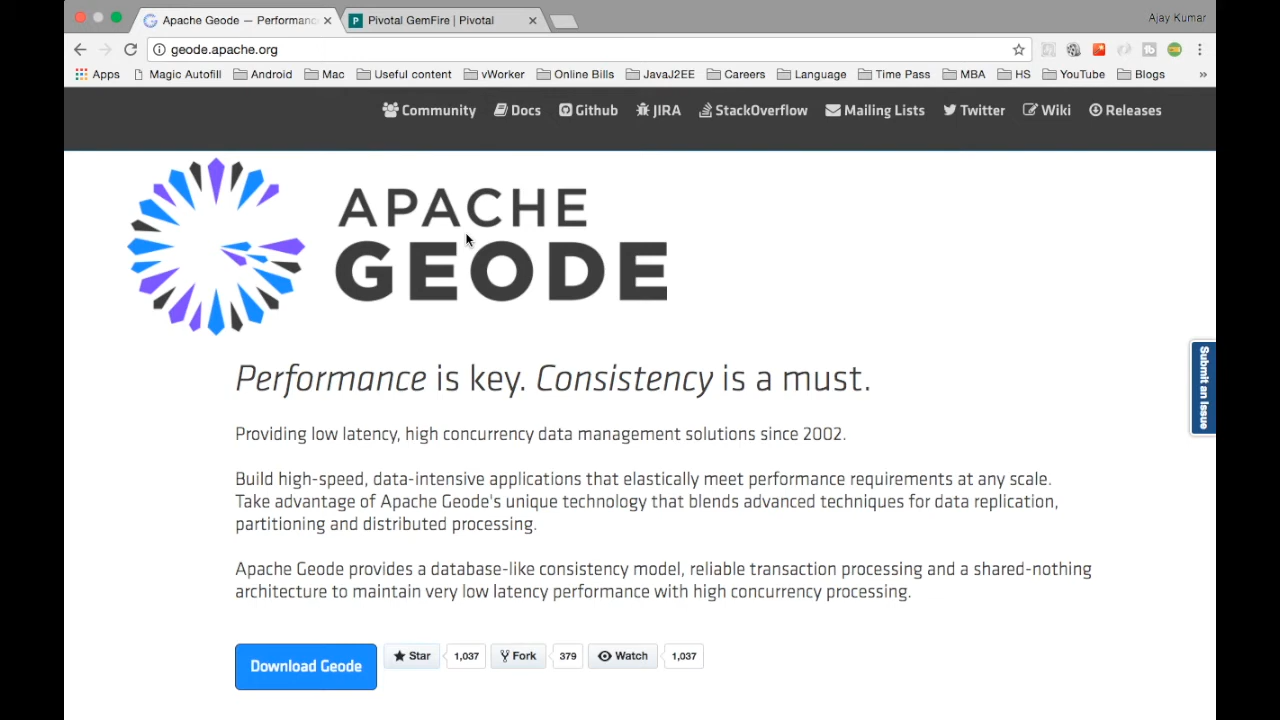 Apache Geode — Performanc
Pivotal GemFire | Pivotal
Ajay Kumar
geode.apache.org
Apps
Magic Autofill
Android
Mac
Useful content
vWorker
Online Bills
JavaJ2EE
Careers
Language
Time Pass
MBA
HS
YouTube
Blogs
»
Community
Docs
Github
JIRA
StackOverflow
Mailing Lists
Twitter
Wiki
Releases
APACHE
GEODE
Submit an Issue
Performance is key. Consistency is a must.
Providing low latency, high concurrency data management solutions since 2002.
Build high-speed, data-intensive applications that elastically meet performance requirements at any scale.
Take advantage of Apache Geode's unique technology that blends advanced techniques for data replication,
partitioning and distributed processing.
Apache Geode provides a database-like consistency model, reliable transaction processing and a shared-nothing
architecture to maintain very low latency performance with high concurrency processing.
Download Geode
Star
1,037
Fork
379
Watch
1,037